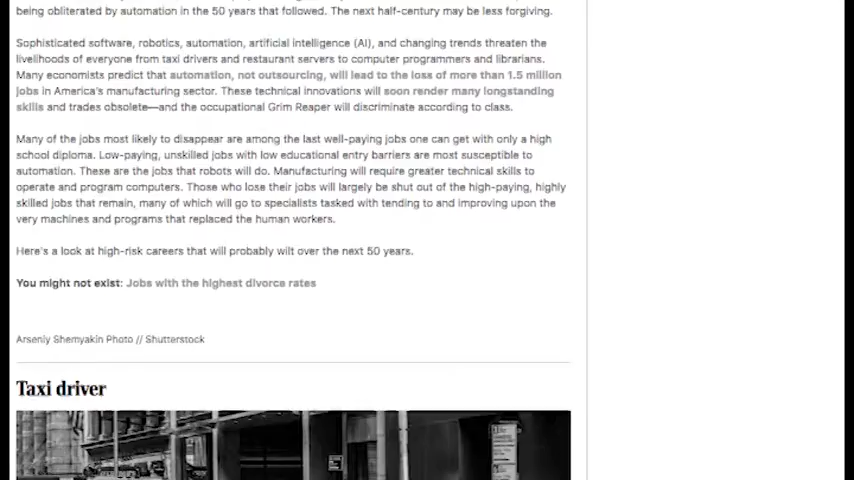 being obliterated by automation in the 50 years that followed. The next half-century may be less forgiving.
Sophisticated software, robotics, automation, artificial intelligence (AI), and changing trends threaten the
livelihoods of everyone from taxi drivers and restaurant servers to computer programmers and librarians.
Many economists predict that automation, not outsourcing, will lead to the loss of more than 1.5 million
jobs in America's manufacturing sector. These technical innovations will soon render many longstanding
skills and trades obsolete—and the occupational Grim Reaper will discriminate according to class.
Many of the jobs most likely to disappear are among the last well-paying jobs one can get with only a high
school diploma. Low-paying, unskilled jobs with low educational entry barriers are most susceptible to
automation. These are the jobs that robots will do. Manufacturing will require greater technical skills to
operate and program computers. Those who lose their jobs will largely be shut out of the high-paying, highly
skilled jobs that remain, many of which will go to specialists tasked with tending to and improving upon the
very machines and programs that replaced the human workers.
Here's a look at high-risk careers that will probably wilt over the next 50 years.
You might not exist: Jobs with the highest divorce rates
Arseniy Shemyakin Photo // Shutterstock
Taxi driver